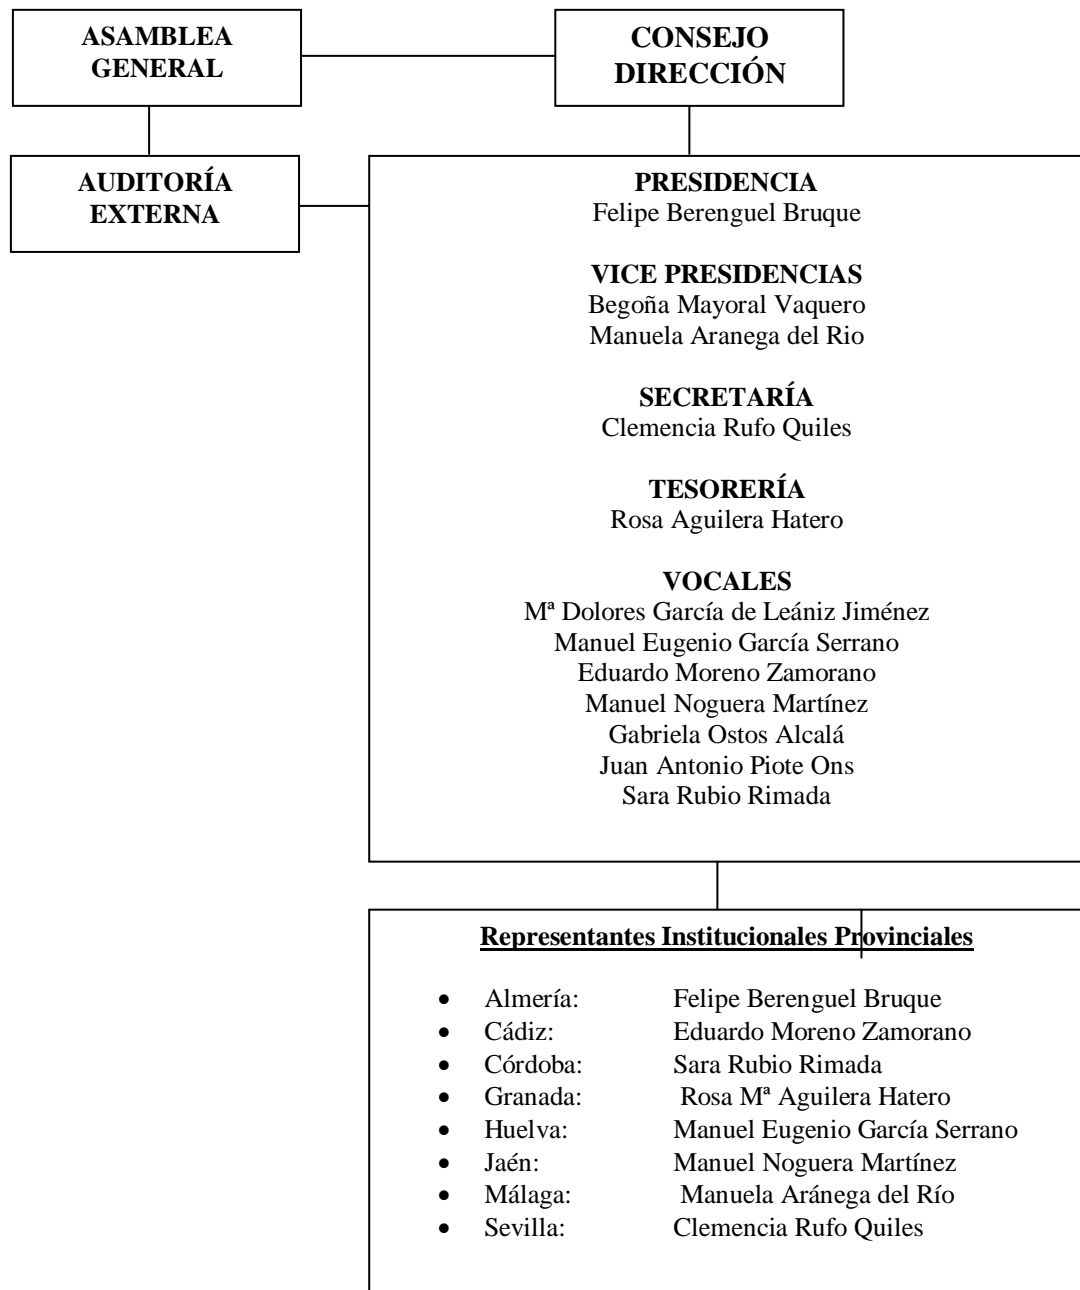 ASAMBLEA
GENERAL
CONSEJO
DIRECCIÓN
AUDITORÍA
EXTERNA
PRESIDENCIA
Felipe Berenguel Bruque
VICE PRESIDENCIAS
Begoña Mayoral Vaquero
Manuela Aranega del Rio
SECRETARÍA
Clemencia Rufo Quiles
TESORERÍA
Rosa Aguilera Hatero
VOCALES
Mª Dolores García de Leániz Jiménez
Manuel Eugenio García Serrano
Eduardo Moreno Zamorano
Manuel Noguera Martínez
Gabriela Ostos Alcalá
Juan Antonio Piote Ons
Sara Rubio Rimada
Representantes Institucionales Provinciales
• Almería: Felipe Berenguel Bruque
• Cádiz: Eduardo Moreno Zamorano
• Córdoba: Sara Rubio Rimada
• Granada: Rosa Mª Aguilera Hatero
• Huelva: Manuel Eugenio García Serrano
• Jaén: Manuel Noguera Martínez
• Málaga: Manuela Aránega del Río
• Sevilla: Clemencia Rufo Quiles